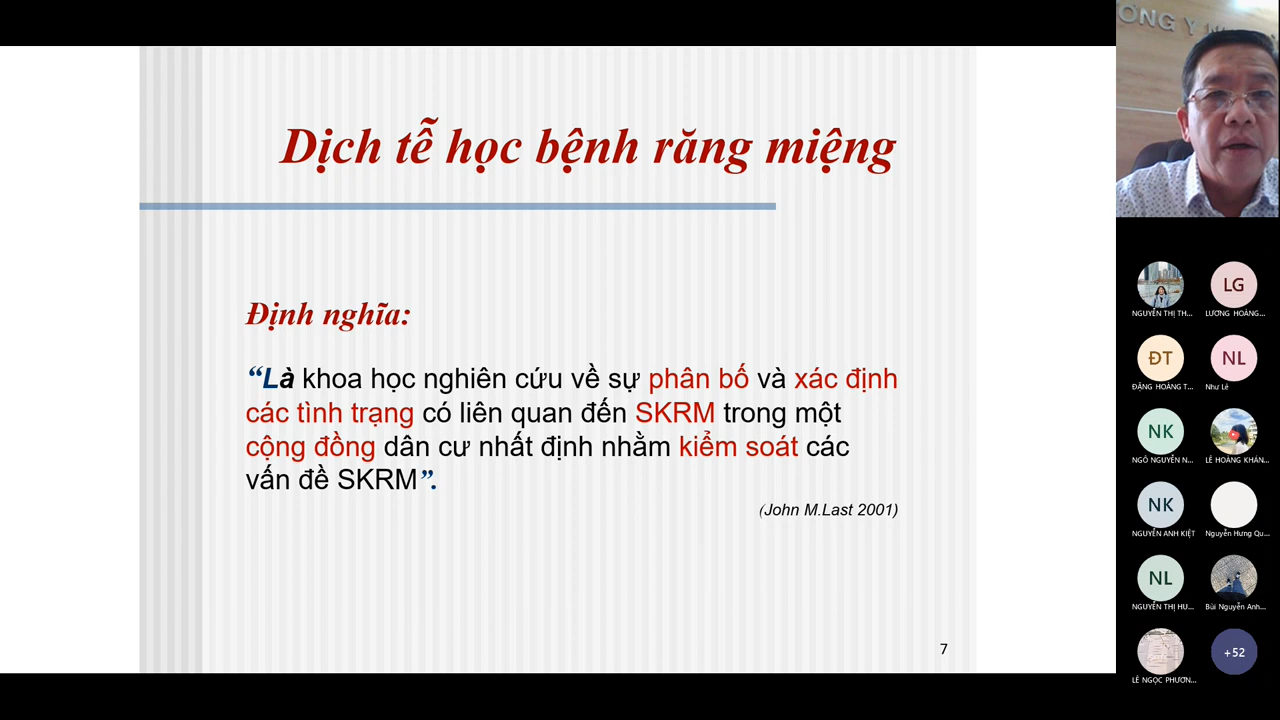 Dịch tễ học bệnh răng miệng
Định nghĩa:
“Là khoa học nghiên cứu về sự phân bố và xác định
các tình trạng có liên quan đến SKRM trong một
cộng đồng dân cư nhất định nhằm kiểm soát các
vấn đề SKRM”.
(John M.Last 2001)
7
ƯƠNG Y
LG
NGUYỄN THỊ TH...
LƯƠNG HOÀNG...
ĐT
NL
ĐẶNG HOÀNG T...
Như Lê
NK
NGÔ NGUYỄN N...
LÊ HOÀNG KHÁN...
NK
NGUYỄN ANH KIỆT
Nguyễn Hưng Qu...
NL
NGUYỄN THỊ HU...
Bùi Nguyễn Anh...
+52
LÊ NGỌC PHƯƠN...